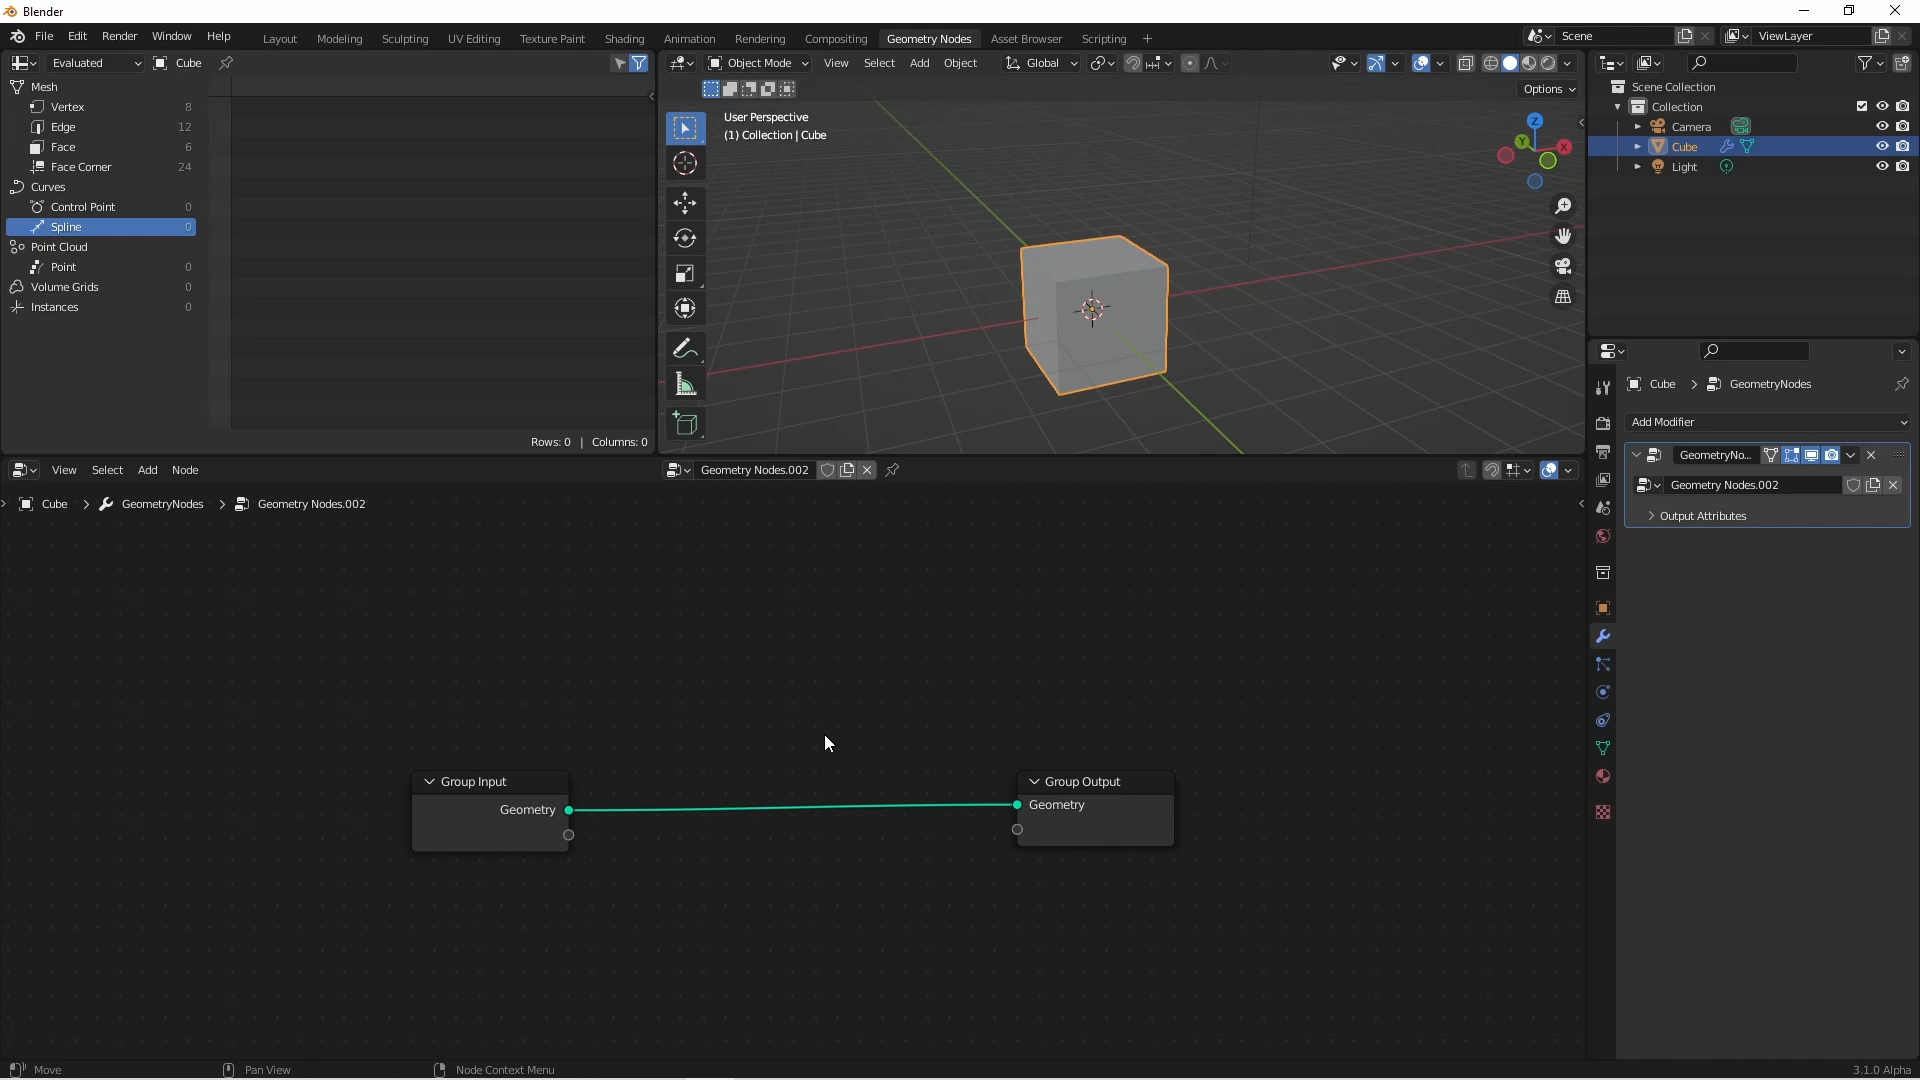 Blender
File Edit Render Window Help Layout Modeling Sculpting UV Editing Texture Paint Shading Animation Rendering Compositing Geometry Nodes Asset Browser Scripting + Scene ViewLayer
Evaluated Cube
Mesh
Vertex 8
Edge 12
Face 6
Face Corner 24
Curves
Control Point 0
Spline 0
Point Cloud
Point 0
Volume Grids 0
Instances 0
Rows: 0 | Columns: 0
Object Mode View Select Add Object Global
Options
User Perspective
(1) Collection | Cube
Z
Y
X
Scene Collection
Collection
Camera
Cube
Light
Cube > GeometryNodes
Add Modifier
GeometryNo...
Geometry Nodes.002
Output Attributes
View Select Add Node Geometry Nodes.002
Cube > GeometryNodes > Geometry Nodes.002
Group Input
Geometry
Group Output
Geometry
Move Pan View Node Context Menu 3.1.0 Alpha